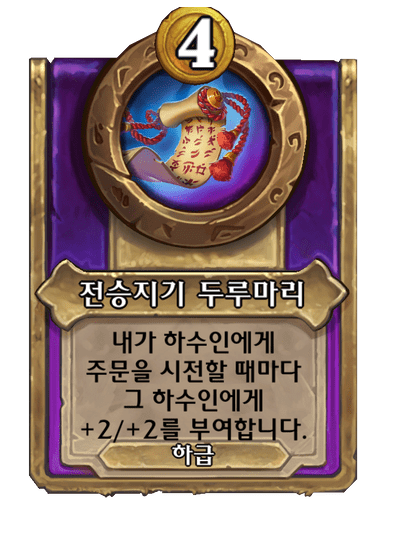 4
전승지기 두루마리
내가 하수인에게
주문을 시전할 때마다
그 하수인에게
+2/+2를 부여합니다.
하급